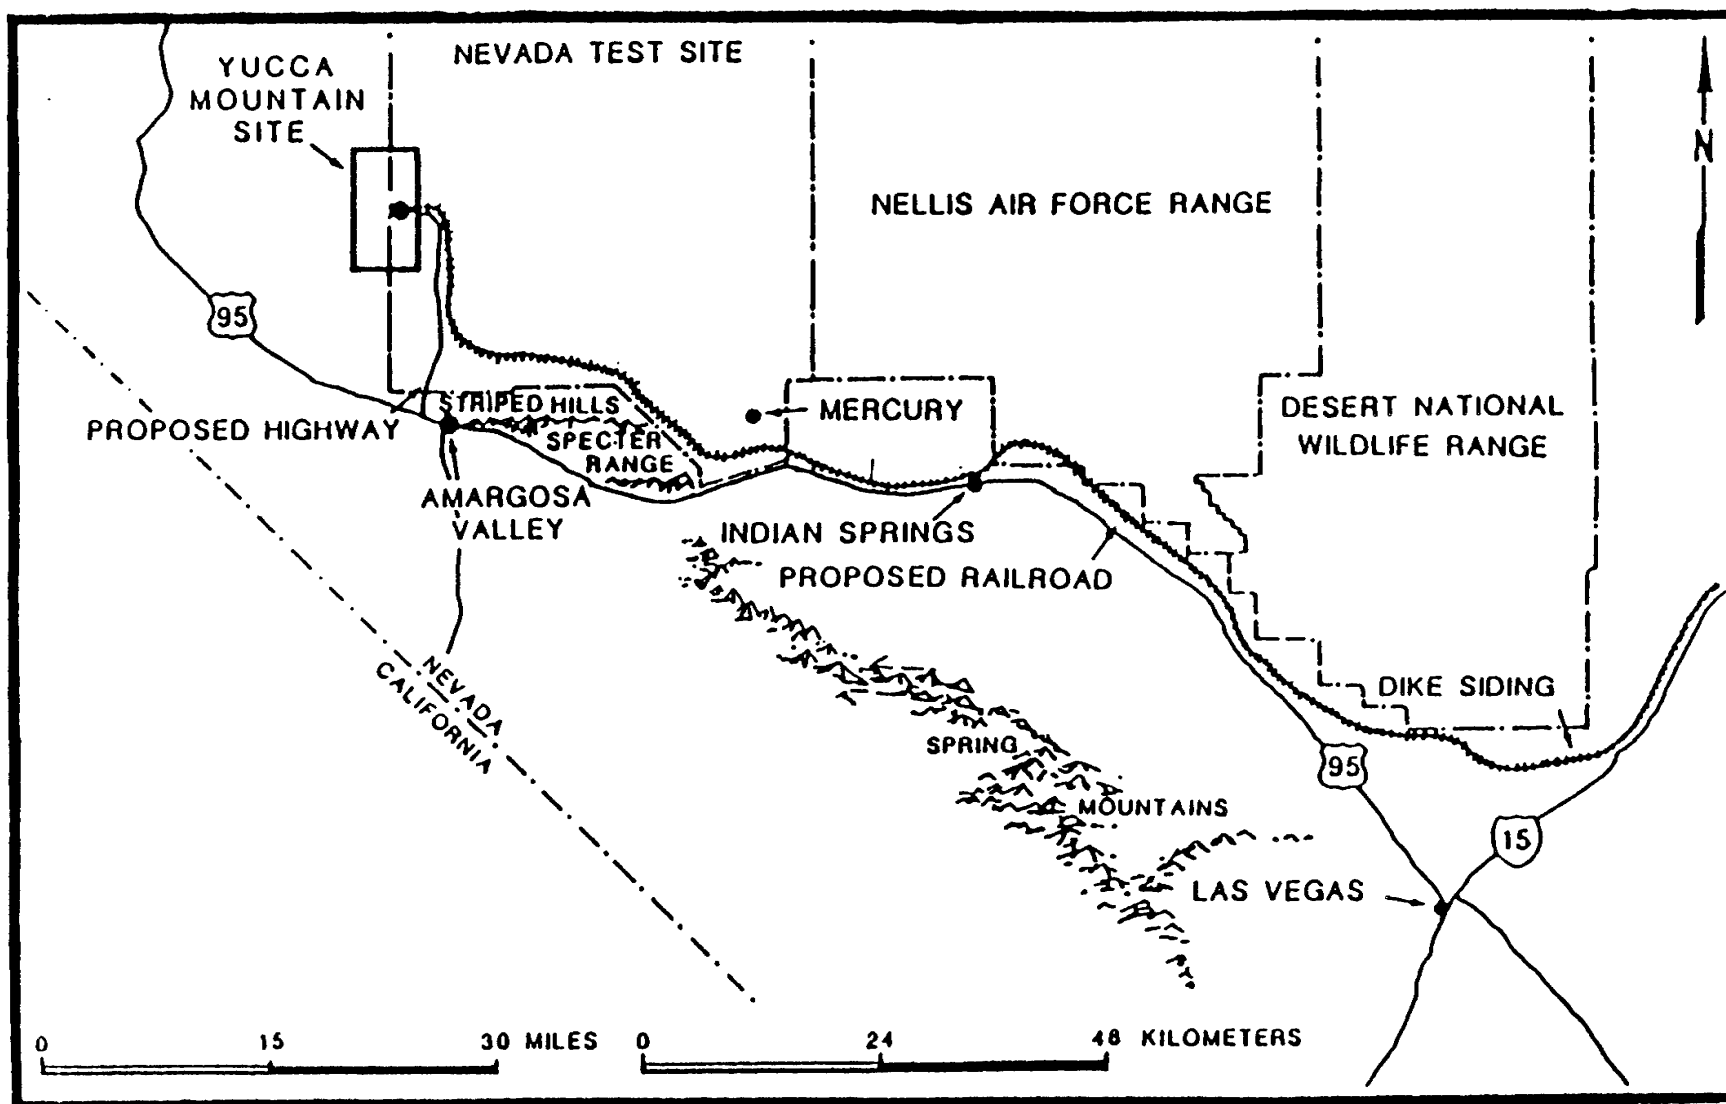 NEVADA TEST SITE
YUCCA
MOUNTAIN
SITE
N
NELLIS AIR FORCE RANGE
95
STRIPED HILLS
MERCURY
DESERT NATIONAL
WILDLIFE RANGE
PROPOSED HIGHWAY
SPECTER
RANGE
AMARGOSA
VALLEY
INDIAN SPRINGS
PROPOSED RAILROAD
NEVADA
CALIFORNIA
DIKE SIDING
SPRING
MOUNTAINS
95
15
LAS VEGAS
0 15 30 MILES
0 24 48 KILOMETERS